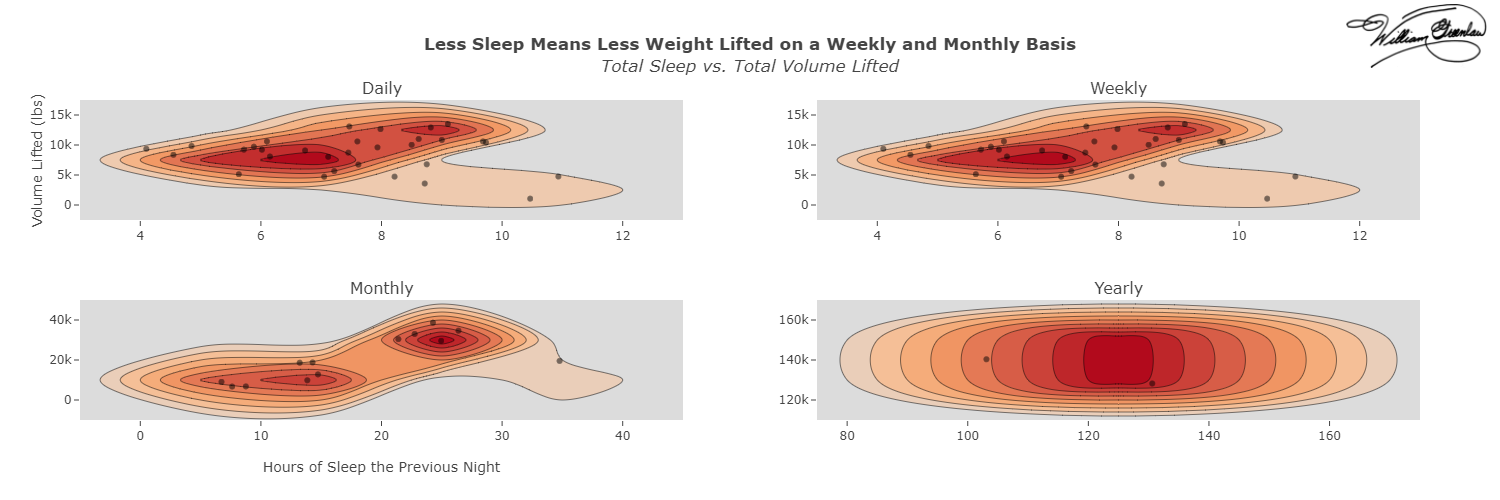 Less Sleep Means Less Weight Lifted on a Weekly and Monthly Basis
Total Sleep vs. Total Volume Lifted
William Greenlaw
Daily
Weekly
Volume Lifted (lbs)
15k
10k
5k
0
4 6 8 10 12
15k
10k
5k
0
4 6 8 10 12
Monthly
Yearly
40k
20k
0
0 10 20 30 40
160k
140k
120k
80 100 120 140 160
Hours of Sleep the Previous Night